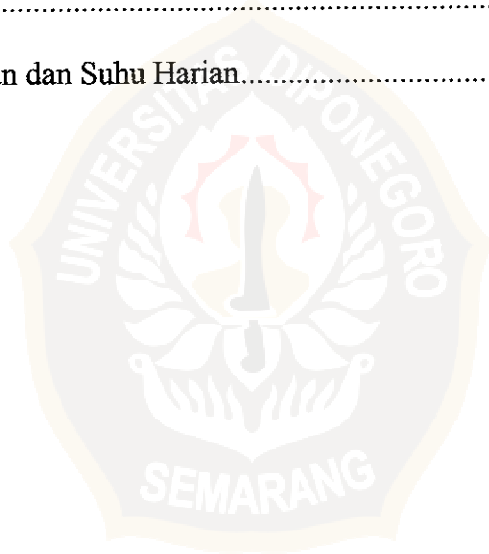 ........................................................
n dan Suhu Harian..............................
UNIVERSITAS DIPONEGORO
SEMARANG